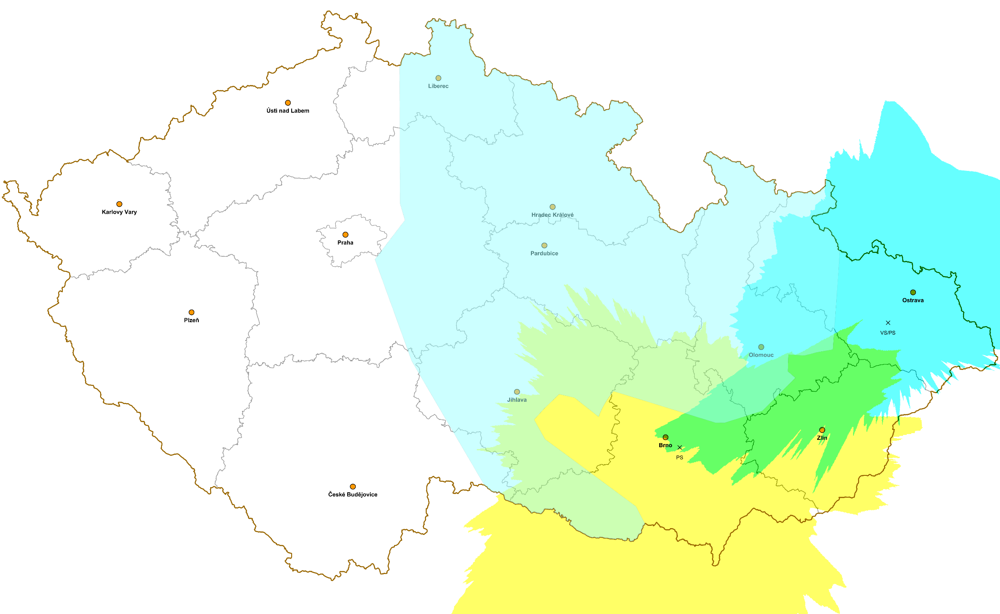 Liberec
Ústí nad Labem
Karlovy Vary
Hradec Králové
Praha
Pardubice
Ostrava
Plzeň
VS/PS
Olomouc
Jihlava
Zlín
Brno
PS
České Budějovice